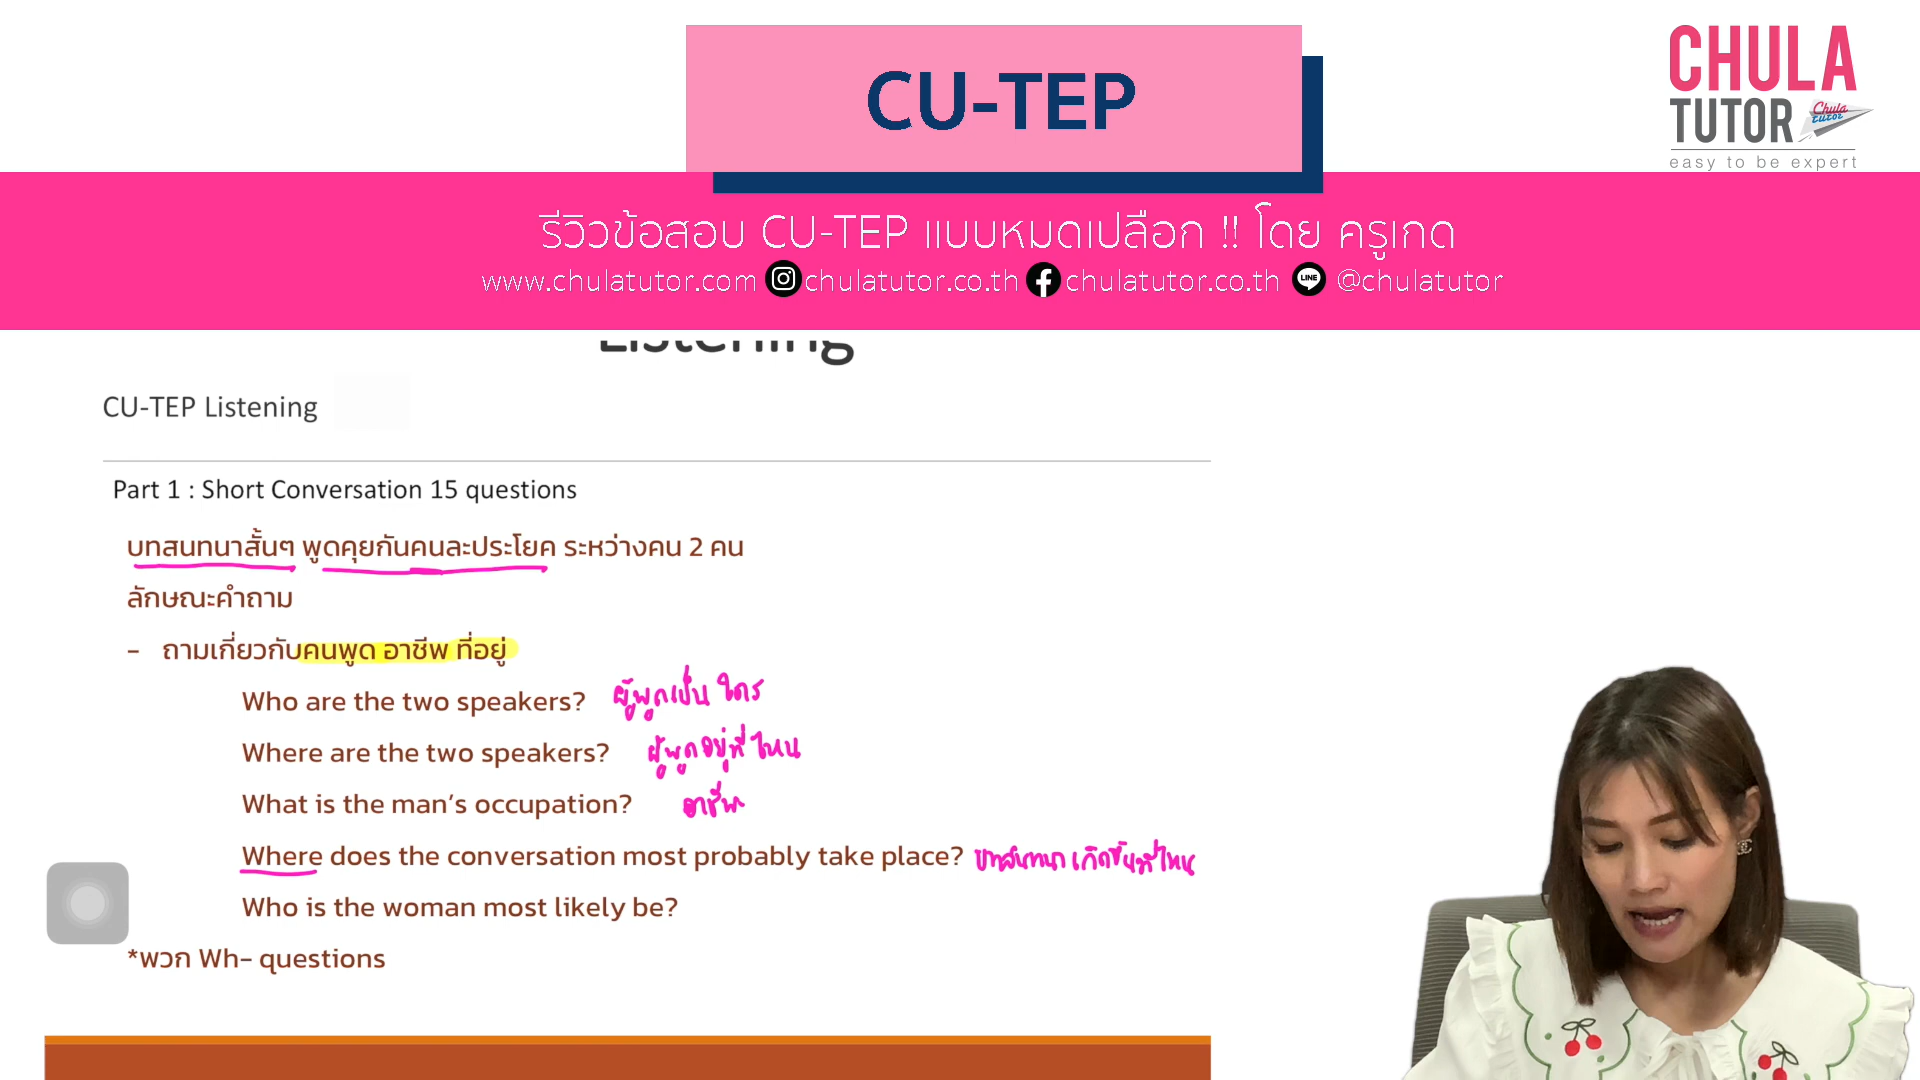 CU-TEP
CHULA
TUTOR
Chula
tutor
easy to be expert
รีวิวข้อสอบ CU-TEP แบบหมดเปลือก !! โดย ครูเกด
www.chulatutor.com chulatutor.co.th chulatutor.co.th LINE @chulatutor
Listening
CU-TEP Listening
Part 1 : Short Conversation 15 questions
บทสนทนาสั้นๆ พูดคุยกันคนละประโยค ระหว่างคน 2 คน
ลักษณะคำถาม
- ถามเกี่ยวกับคนพูด อาชีพ ที่อยู่
Who are the two speakers? ผู้พูดเป็นใคร
Where are the two speakers? ผู้พูดอยู่ที่ไหน
What is the man's occupation? อาชีพ
Where does the conversation most probably take place? บทสนทนา เกิดขึ้นที่ไหน
Who is the woman most likely be?
*พวก Wh- questions